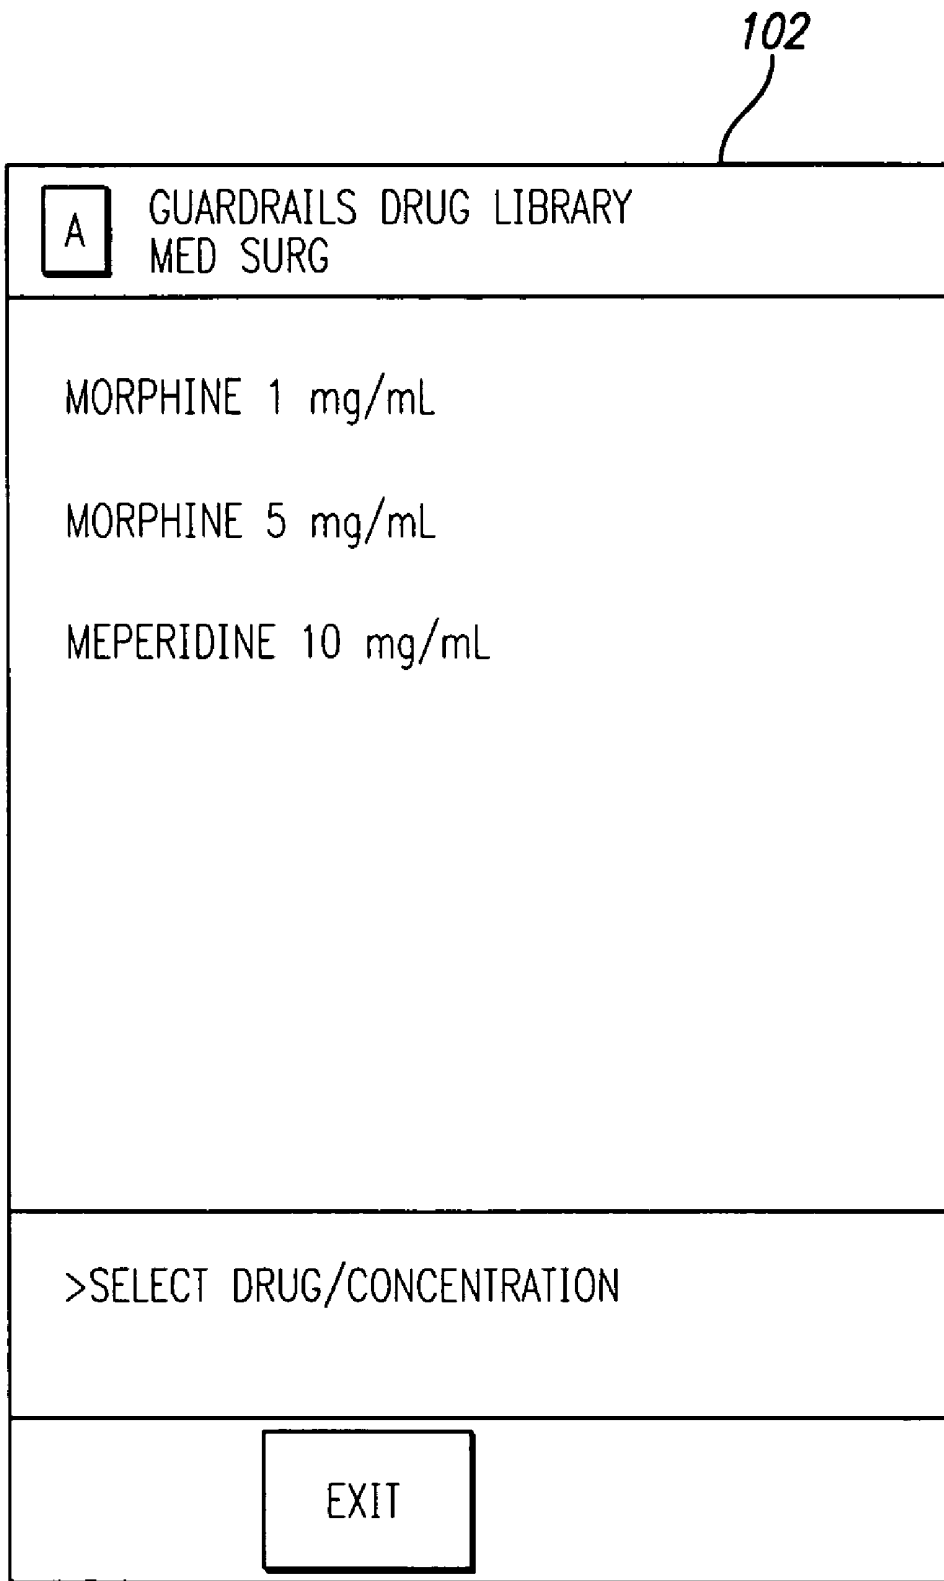 102
A
GUARDRAILS DRUG LIBRARY
MED SURG
MORPHINE 1 mg/mL
MORPHINE 5 mg/mL
MEPERIDINE 10 mg/mL
>SELECT DRUG/CONCENTRATION
EXIT